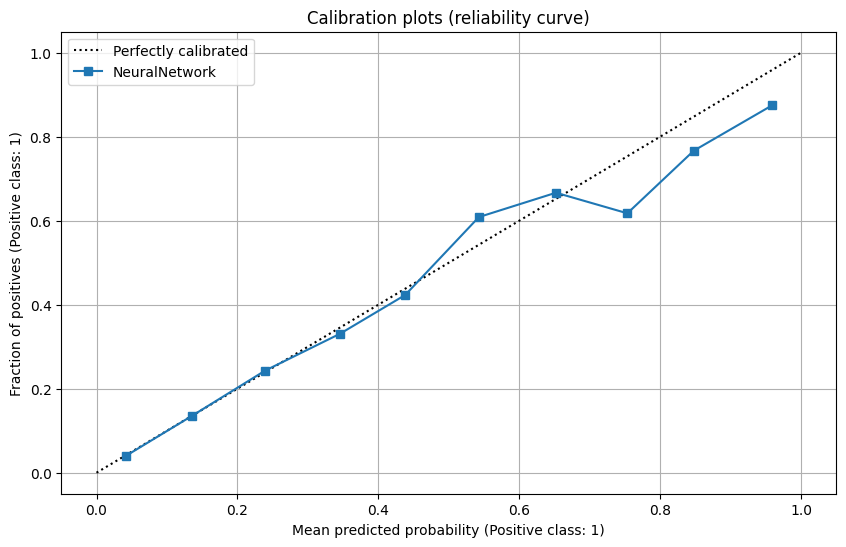 Calibration plots (reliability curve)
Perfectly calibrated
NeuralNetwork
Fraction of positives (Positive class: 1)
1.0
0.8
0.6
0.4
0.2
0.0
0.0 0.2 0.4 0.6 0.8 1.0
Mean predicted probability (Positive class: 1)